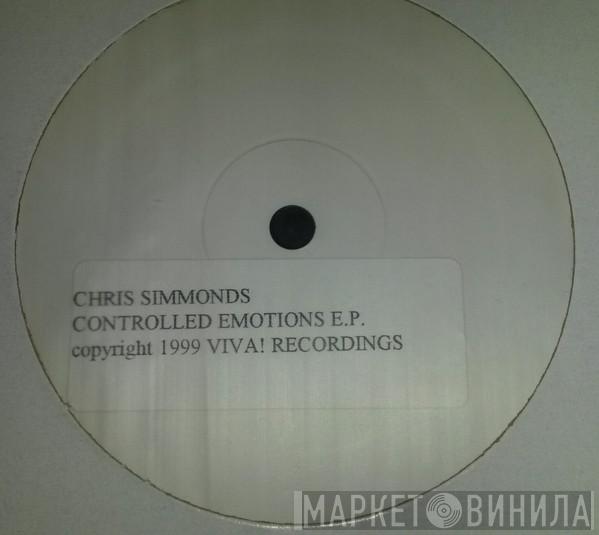 CHRIS SIMMONDS
CONTROLLED EMOTIONS E.P.
copyright 1999 VIVA! RECORDINGS
МАРКЕТ ВИНИЛА